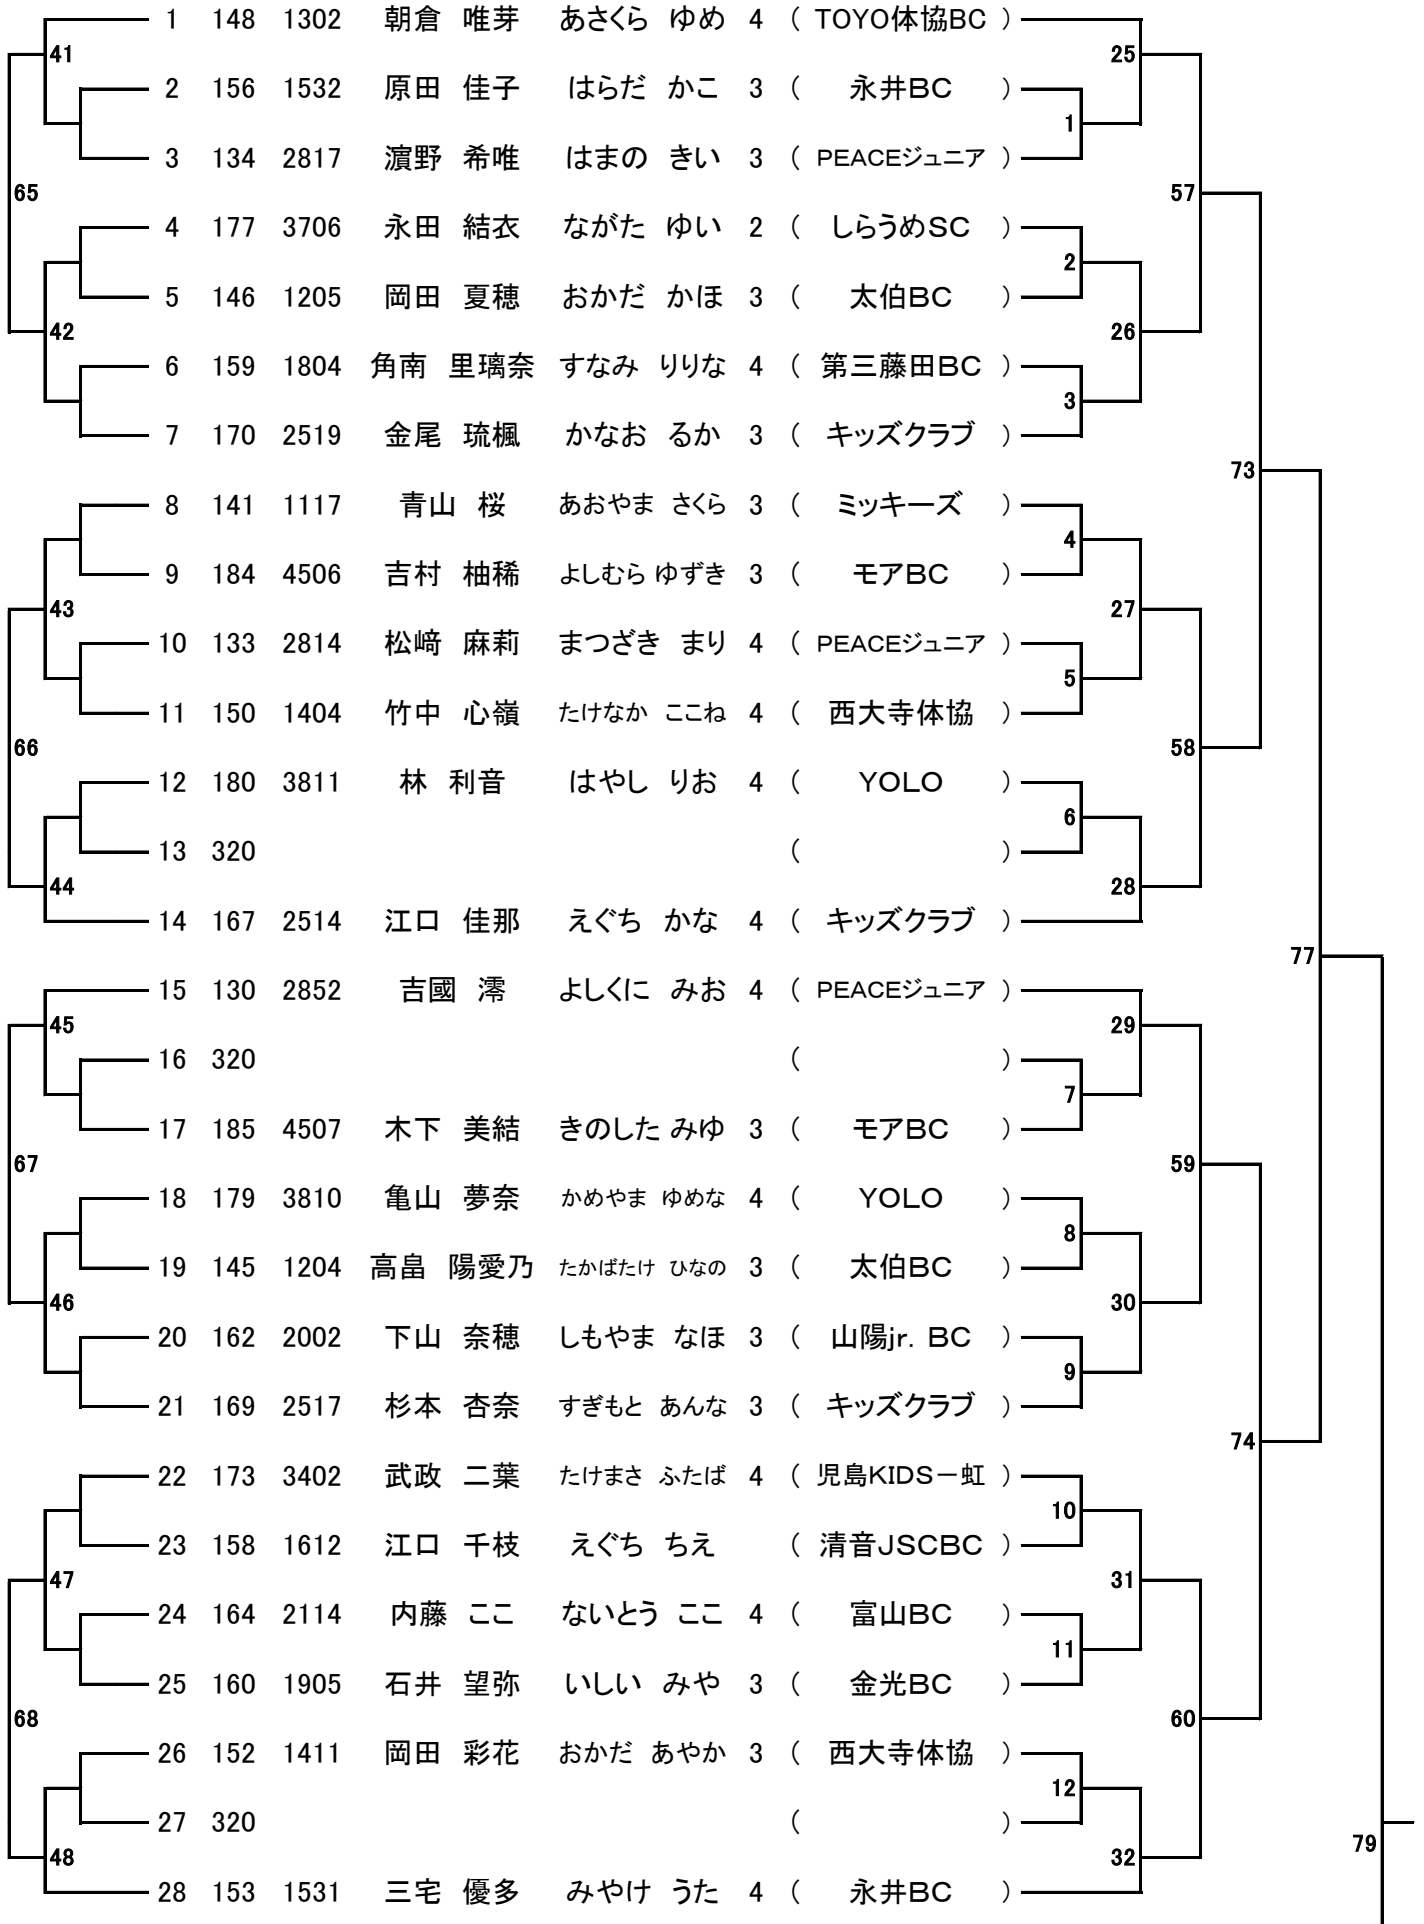 1 148 1302 朝倉 唯芽 あさくら ゆめ 4 ( TOYO体協BC )
41 25
2 156 1532 原田 佳子 はらだ かこ 3 ( 永井BC )
1
3 134 2817 濵野 希唯 はまの きい 3 ( PEACEジュニア )
65 57
4 177 3706 永田 結衣 ながた ゆい 2 ( しらうめSC )
2
5 146 1205 岡田 夏穂 おかだ かほ 3 ( 太伯BC )
42 26
6 159 1804 角南 里璃奈 すなみ りりな 4 ( 第三藤田BC )
3
7 170 2519 金尾 琉楓 かなお るか 3 ( キッズクラブ )
73
8 141 1117 青山 桜 あおやま さくら 3 ( ミッキーズ )
4
9 184 4506 吉村 柚稀 よしむら ゆずき 3 ( モアBC )
43 27
10 133 2814 松﨑 麻莉 まつざき まり 4 ( PEACEジュニア )
5
11 150 1404 竹中 心嶺 たけなか ここね 4 ( 西大寺体協 )
66 58
12 180 3811 林 利音 はやし りお 4 ( YOLO )
6
13 320 ( )
44 28
14 167 2514 江口 佳那 えぐち かな 4 ( キッズクラブ )
77
15 130 2852 吉國 澪 よしくに みお 4 ( PEACEジュニア )
45 29
16 320 ( )
7
17 185 4507 木下 美結 きのした みゆ 3 ( モアBC )
67 59
18 179 3810 亀山 夢奈 かめやま ゆめな 4 ( YOLO )
8
19 145 1204 高畠 陽愛乃 たかばたけ ひなの 3 ( 太伯BC )
46 30
20 162 2002 下山 奈穂 しもやま なほ 3 ( 山陽jr. BC )
9
21 169 2517 杉本 杏奈 すぎもと あんな 3 ( キッズクラブ )
74
22 173 3402 武政 二葉 たけまさ ふたば 4 ( 児島KIDS－虹 )
10
23 158 1612 江口 千枝 えぐち ちえ ( 清音JSCBC )
47 31
24 164 2114 内藤 ここ ないとう ここ 4 ( 富山BC )
11
25 160 1905 石井 望弥 いしい みや 3 ( 金光BC )
68 60
26 152 1411 岡田 彩花 おかだ あやか 3 ( 西大寺体協 )
12
27 320 ( )
79
48 32
28 153 1531 三宅 優多 みやけ うた 4 ( 永井BC )